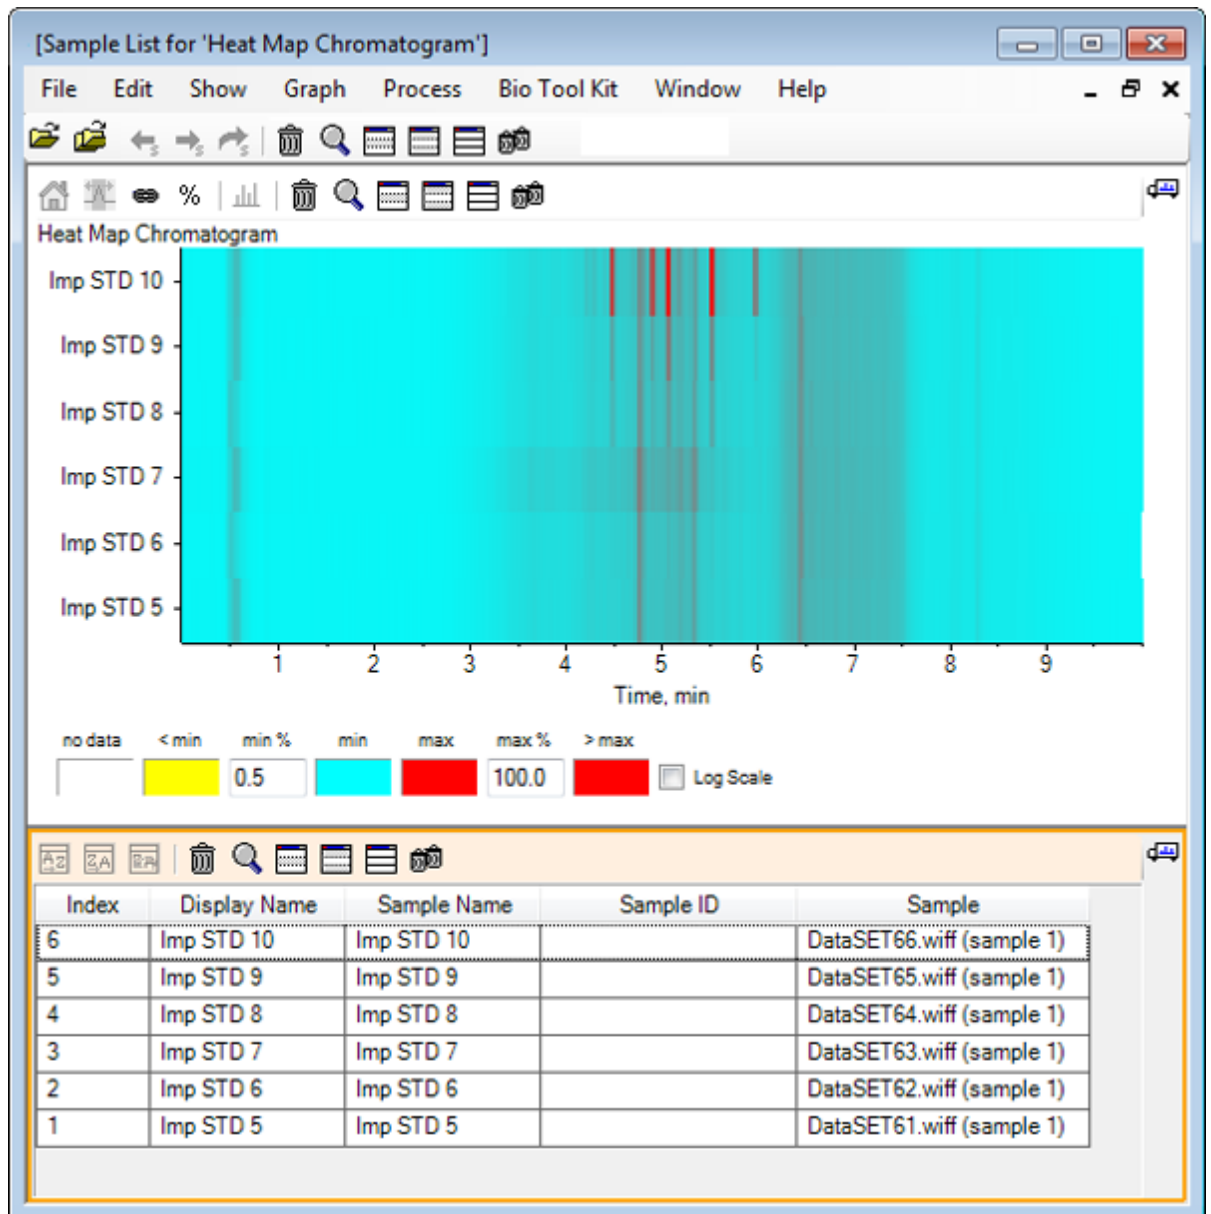 [Sample List for 'Heat Map Chromatogram']
File Edit Show Graph Process Bio Tool Kit Window Help
%
Heat Map Chromatogram
Imp STD 10
Imp STD 9
Imp STD 8
Imp STD 7
Imp STD 6
Imp STD 5
1 2 3 4 5 6 7 8 9
Time, min
no data < min min % min max max % > max
0.5 100.0 Log Scale
Index Display Name Sample Name Sample ID Sample
6 Imp STD 10 Imp STD 10 DataSET66.wiff (sample 1)
5 Imp STD 9 Imp STD 9 DataSET65.wiff (sample 1)
4 Imp STD 8 Imp STD 8 DataSET64.wiff (sample 1)
3 Imp STD 7 Imp STD 7 DataSET63.wiff (sample 1)
2 Imp STD 6 Imp STD 6 DataSET62.wiff (sample 1)
1 Imp STD 5 Imp STD 5 DataSET61.wiff (sample 1)